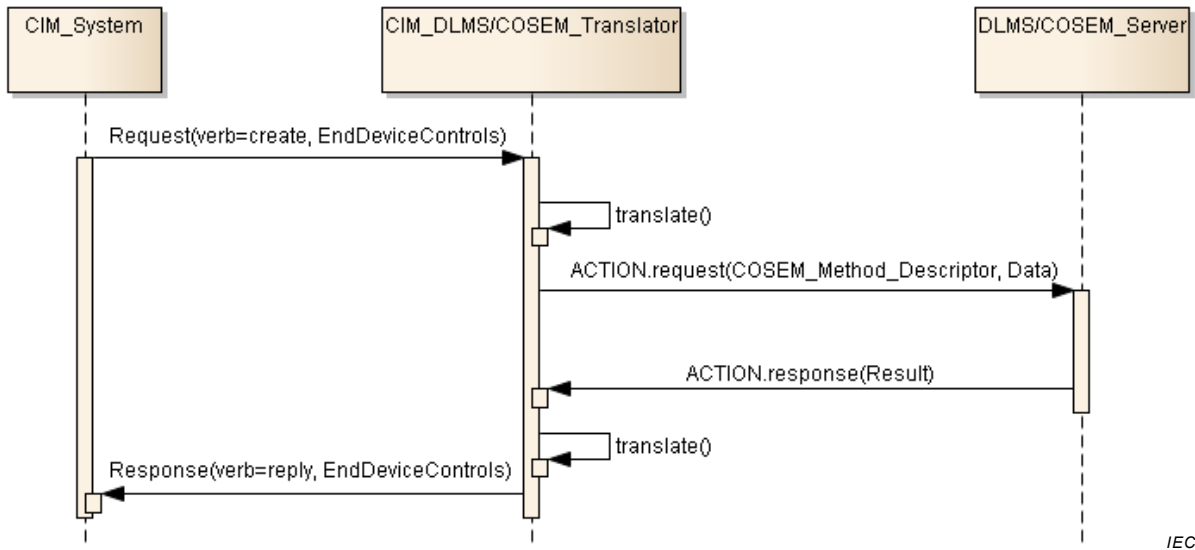 CIM_System
CIM_DLMS/COSEM_Translator
DLMS/COSEM_Server
Request(verb=create, EndDeviceControls)
translate()
ACTION.request(COSEM_Method_Descriptor, Data)
ACTION.response(Result)
translate()
Response(verb=reply, EndDeviceControls)
IEC